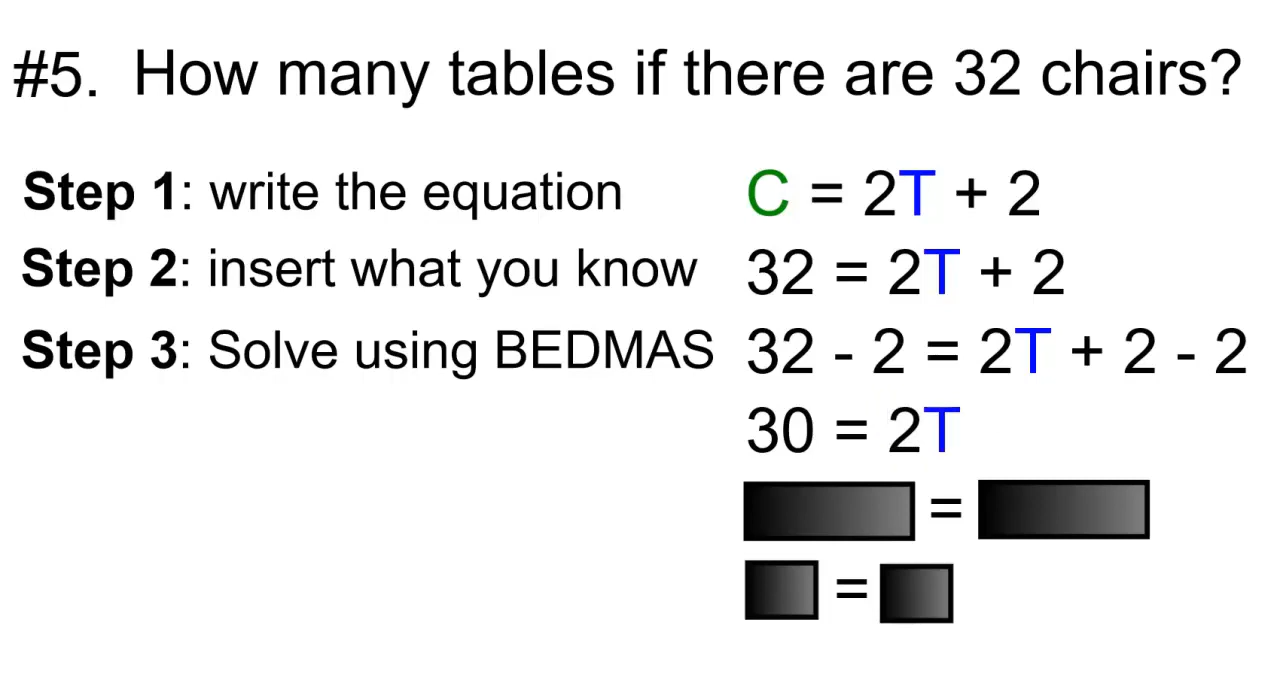 #5. How many tables if there are 32 chairs?
Step 1: write the equation C = 2T + 2
Step 2: insert what you know 32 = 2T + 2
Step 3: Solve using BEDMAS 32 - 2 = 2T + 2 - 2
30 = 2T
=
=